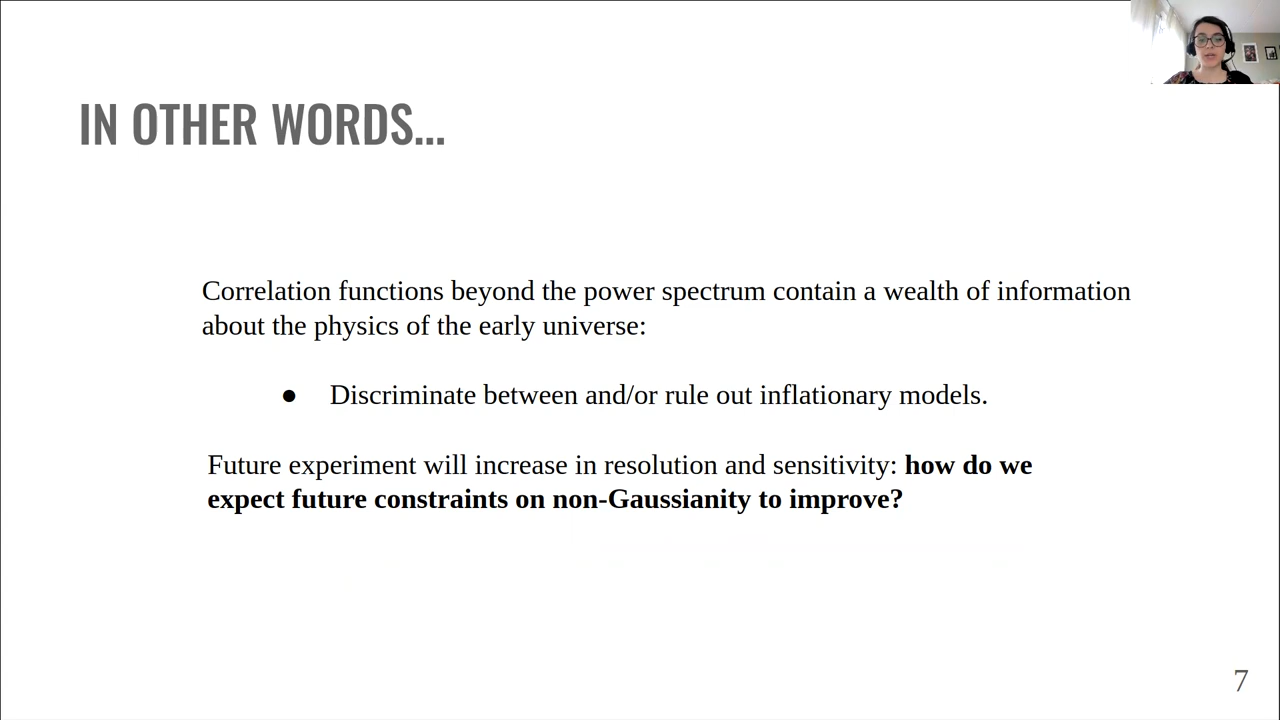 IN OTHER WORDS...
Correlation functions beyond the power spectrum contain a wealth of information
about the physics of the early universe:
● Discriminate between and/or rule out inflationary models.
Future experiment will increase in resolution and sensitivity: how do we
expect future constraints on non-Gaussianity to improve?
7